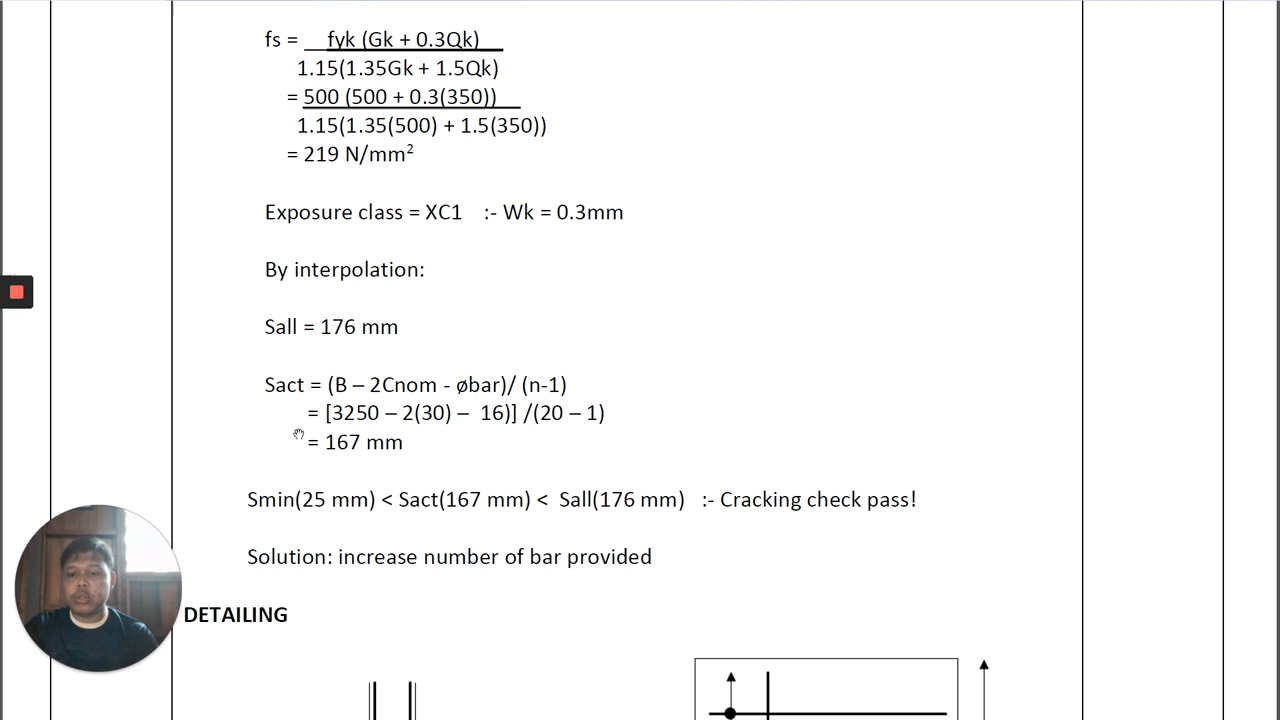 fs = __fyk (Gk + 0.3Qk)__
1.15(1.35Gk + 1.5Qk)
= 500 (500 + 0.3(350))
1.15(1.35(500) + 1.5(350))
= 219 N/mm²
Exposure class = XC1 :- Wk = 0.3mm
By interpolation:
Sall = 176 mm
Sact = (B – 2Cnom - øbar)/ (n-1)
= [3250 – 2(30) – 16)] /(20 – 1)
= 167 mm
Smin(25 mm) < Sact(167 mm) < Sall(176 mm) :- Cracking check pass!
Solution: increase number of bar provided
DETAILING